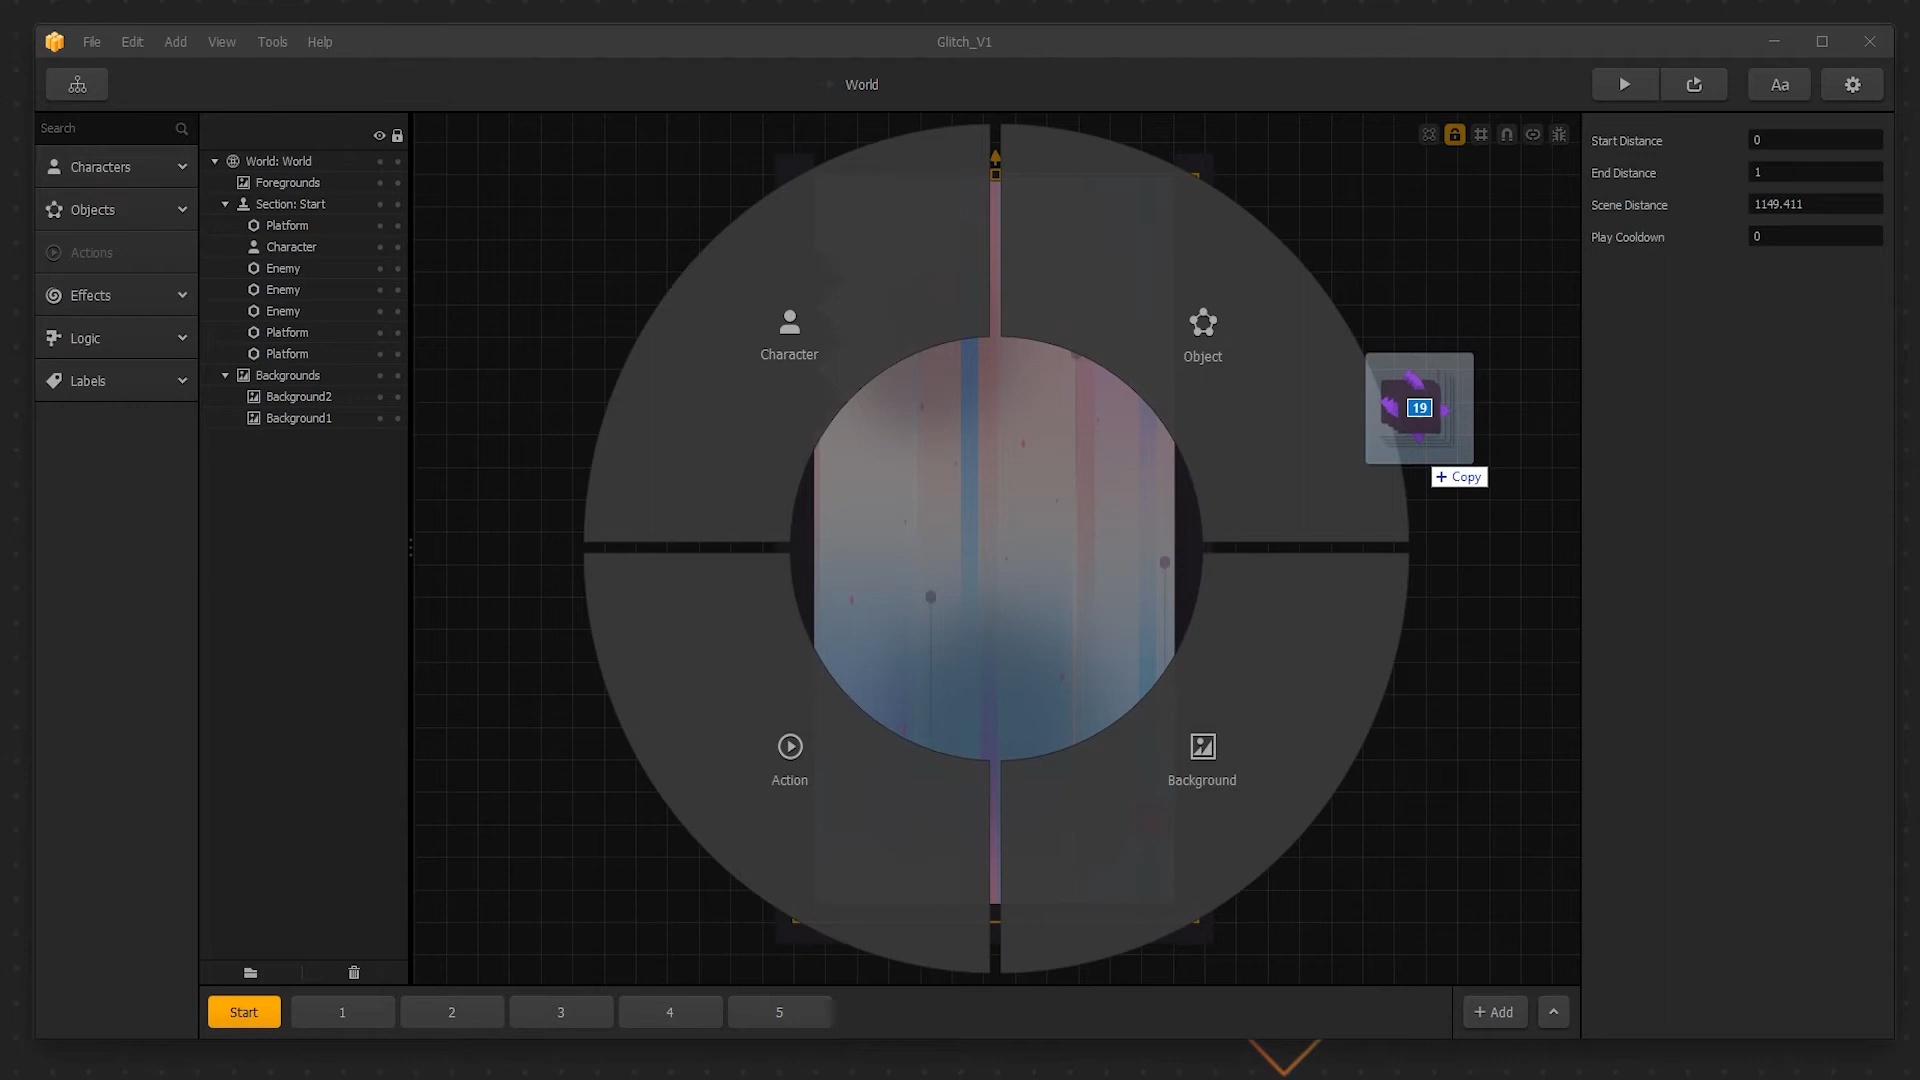 File Edit View Add Tools Help
Glitch_V1
World
Aa
Search
Characters
Objects
Actions
Effects
Logic
Labels
World: World
Foregrounds
Section: Start
Platform
Character
Enemy
Enemy
Enemy
Platform
Platform
Backgrounds
Background2
Background1
Character
Object
Action
Background
19
+ Copy
Start Distance 0
End Distance 1
Scene Distance 1149.411
Play Cooldown 0
Start 1 2 3 4 5
+ Add